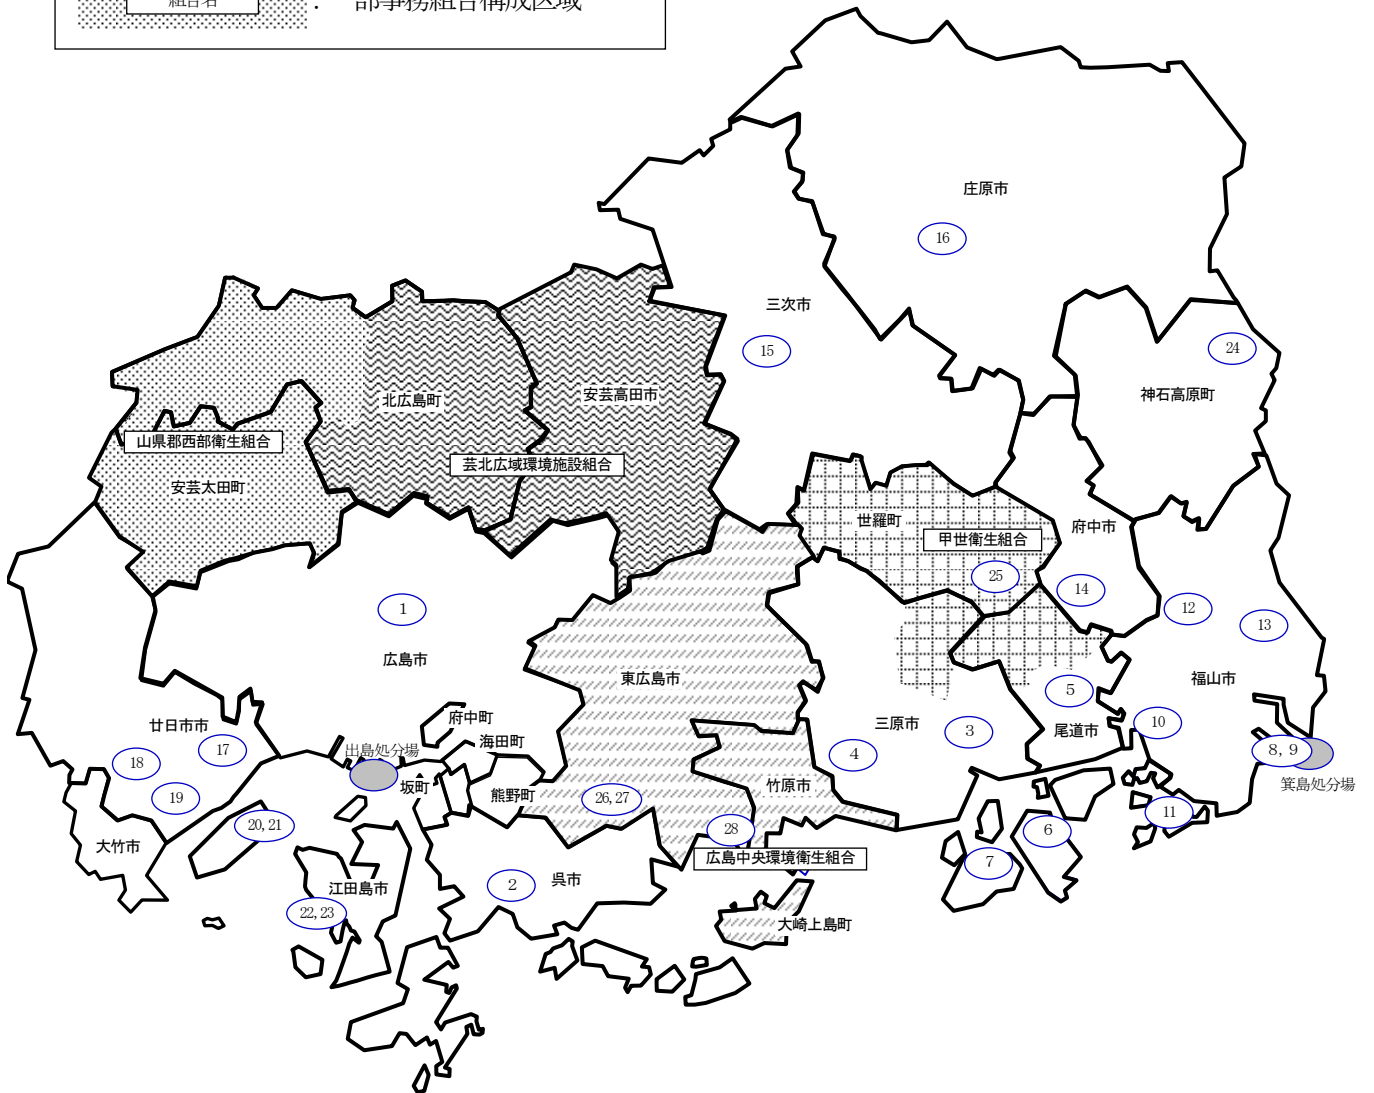 組合名
： 一部事務組合構成区域
庄原市
16
三次市
15
24
神石高原町
北広島町
安芸高田市
山県郡西部衛生組合
芸北広域環境施設組合
安芸太田町
世羅町
甲世衛生組合
府中市
25
14
1
12
13
広島市
東広島市
福山市
5
廿日市市
府中町
三原市
3
尾道市
10
17
海田町
出島処分場
4
8, 9
18
坂町
熊野町
竹原市
箕島処分場
19
26, 27
11
20, 21
28
6
大竹市
広島中央環境衛生組合
7
江田島市
呉市
2
22, 23
大崎上島町